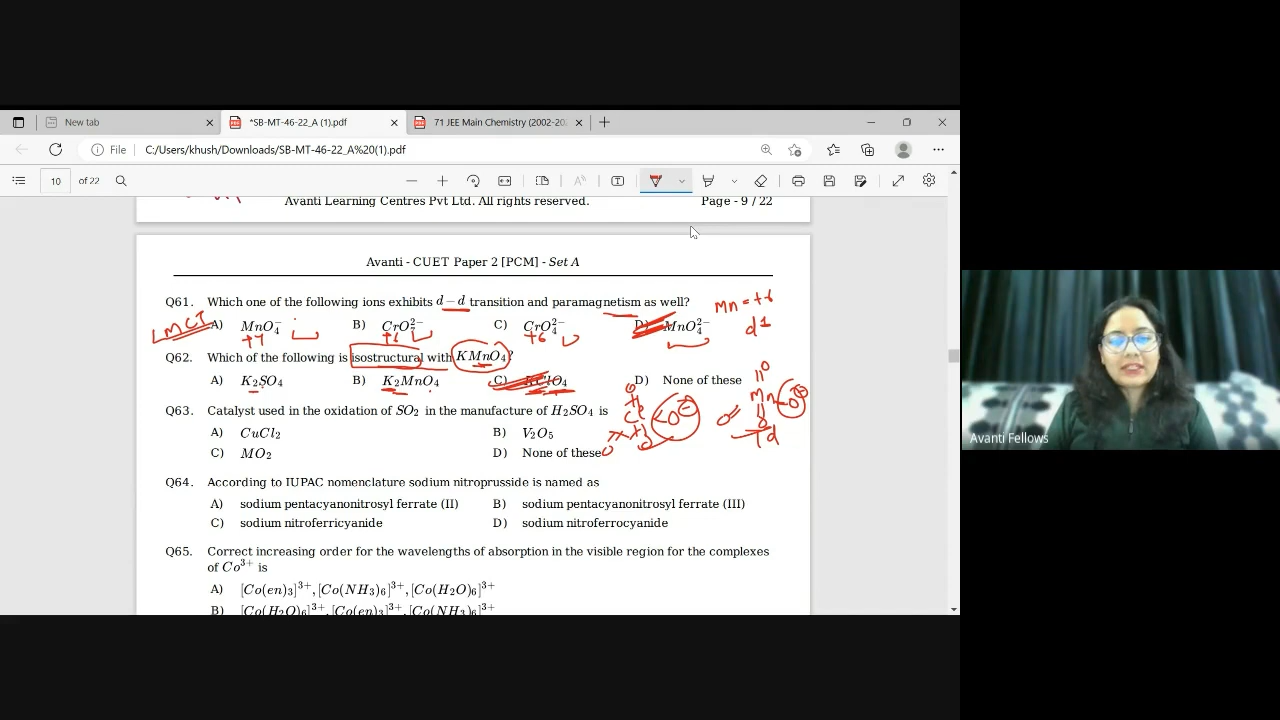 New tab
*SB-MT-46-22_A (1).pdf
71 JEE Main Chemistry (2002-20
File C:/Users/khush/Downloads/SB-MT-46-22_A%20(1).pdf
10 of 22
Avanti Learning Centres Pvt Ltd. All rights reserved. Page - 9 / 22
Avanti - CUET Paper 2 [PCM] - Set A
Q61. Which one of the following ions exhibits d − d transition and paramagnetism as well? Mn = +6
LMCT A) MnO₄⁻ B) CrO₂²⁻ C) CrO₄²⁻ D) MnO₄²⁻ d1
+7 +6 +6
Q62. Which of the following is isostructural with KMnO₄?
A) K₂SO₄ B) K₂MnO₄ C) KClO₄ D) None of these
Q63. Catalyst used in the oxidation of SO₂ in the manufacture of H₂SO₄ is
A) CuCl₂ B) V₂O₅
C) MO₂ D) None of these
O Cl O O O
O Mn O O O
Td
Q64. According to IUPAC nomenclature sodium nitroprusside is named as
A) sodium pentacyanonitrosyl ferrate (II) B) sodium pentacyanonitrosyl ferrate (III)
C) sodium nitroferricyanide D) sodium nitroferrocyanide
Q65. Correct increasing order for the wavelengths of absorption in the visible region for the complexes
of Co³⁺ is
A) [Co(en)₃]³⁺, [Co(NH₃)₆]³⁺, [Co(H₂O)₆]³⁺
B) [Co(H₂O)₆]³⁺, [Co(en)₃]³⁺, [Co(NH₃)₆]³⁺
Avanti Fellows